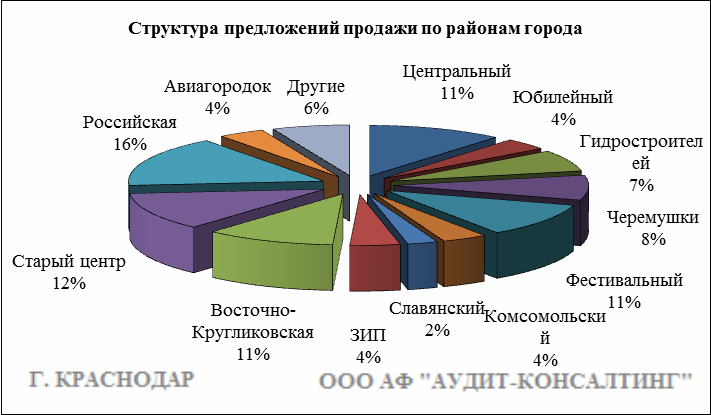 Структура предложений продажи по районам города
Центральный
11%
Юбилейный
4%
Гидростроител
ей
7%
Черемушки
8%
Фестивальный
11%
Комсомольск
ий
4%
Славянский
2%
ЗИП
4%
Восточно-
Кругликовская
11%
Старый центр
12%
Российская
16%
Авиагородок
4%
Другие
6%
Г. КРАСНОДАР
ООО АФ "АУДИТ-КОНСАЛТИНГ"